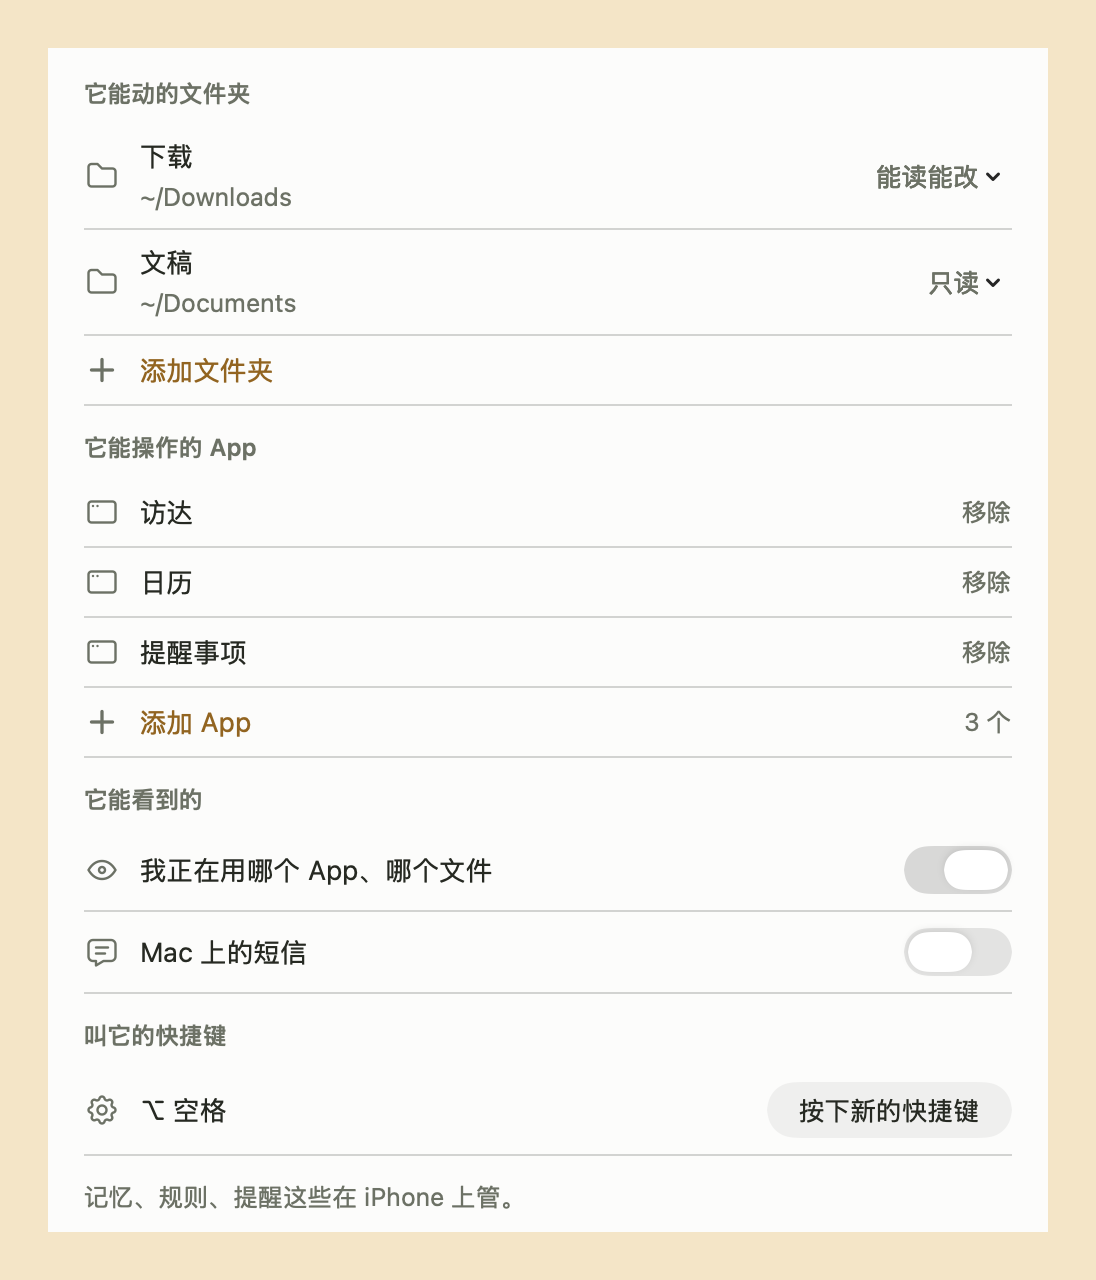 它能动的文件夹
下载
能读能改
~/Downloads
文稿
只读
~/Documents
添加文件夹
它能操作的 App
访达 移除
日历 移除
提醒事项 移除
添加 App 3 个
它能看到的
我正在用哪个 App、哪个文件
Mac 上的短信
叫它的快捷键
⌥ 空格 按下新的快捷键
记忆、规则、提醒这些在 iPhone 上管。